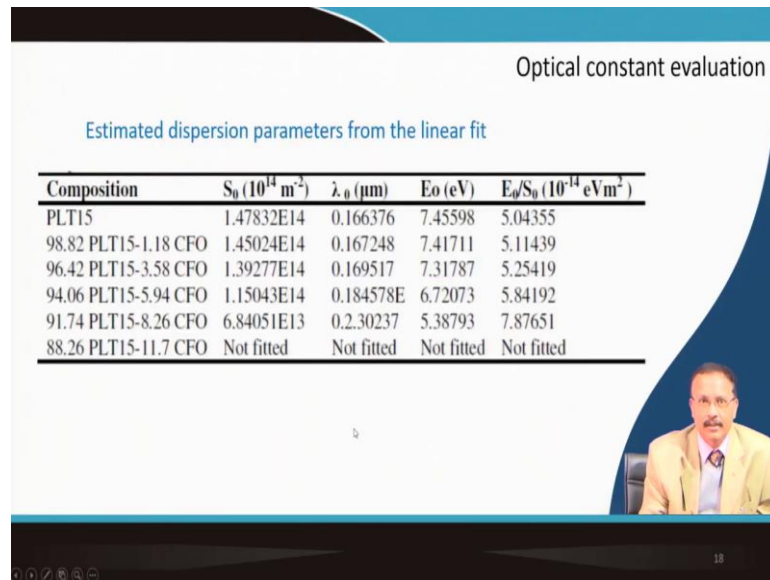 Optical constant evaluation
Estimated dispersion parameters from the linear fit
Composition S₀ (10¹⁴ m⁻²) λ ₀ (μm) Eo (eV) E₀/S₀ (10⁻¹⁴ eVm² )
PLT15 1.47832E14 0.166376 7.45598 5.04355
98.82 PLT15-1.18 CFO 1.45024E14 0.167248 7.41711 5.11439
96.42 PLT15-3.58 CFO 1.39277E14 0.169517 7.31787 5.25419
94.06 PLT15-5.94 CFO 1.15043E14 0.184578E 6.72073 5.84192
91.74 PLT15-8.26 CFO 6.84051E13 0.2.30237 5.38793 7.87651
88.26 PLT15-11.7 CFO Not fitted Not fitted Not fitted Not fitted
18